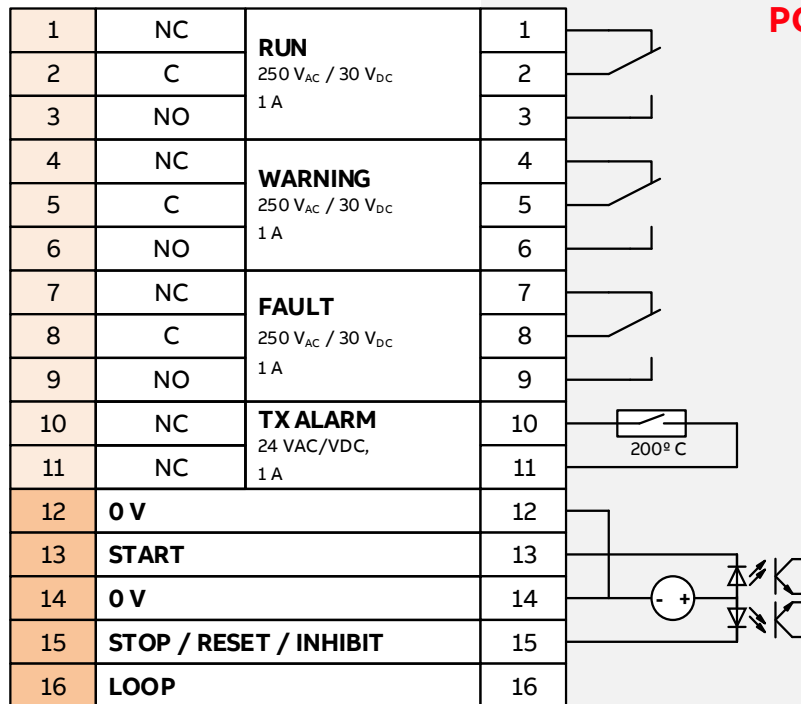 PO
1 NC RUN 1
2 C 250 VAC / 30 VDC 2
1 A
3 NO 3
4 NC WARNING 4
5 C 250 VAC / 30 VDC 5
1 A
6 NO 6
7 NC FAULT 7
8 C 250 VAC / 30 VDC 8
1 A
9 NO 9
10 NC TX ALARM 10
24 VAC/VDC,
200º C
11 NC 1 A 11
12 0 V 12
13 START 13
14 0 V 14 - +
15 STOP / RESET / INHIBIT 15
16 LOOP 16